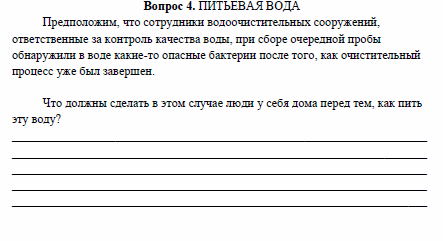 Вопрос 4. ПИТЬЕВАЯ ВОДА
Предположим, что сотрудники водоочистительных сооружений,
ответственные за контроль качества воды, при сборе очередной пробы
обнаружили в воде какие-то опасные бактерии после того, как очистительный
процесс уже был завершен.
Что должны сделать в этом случае люди у себя дома перед тем, как пить
эту воду?